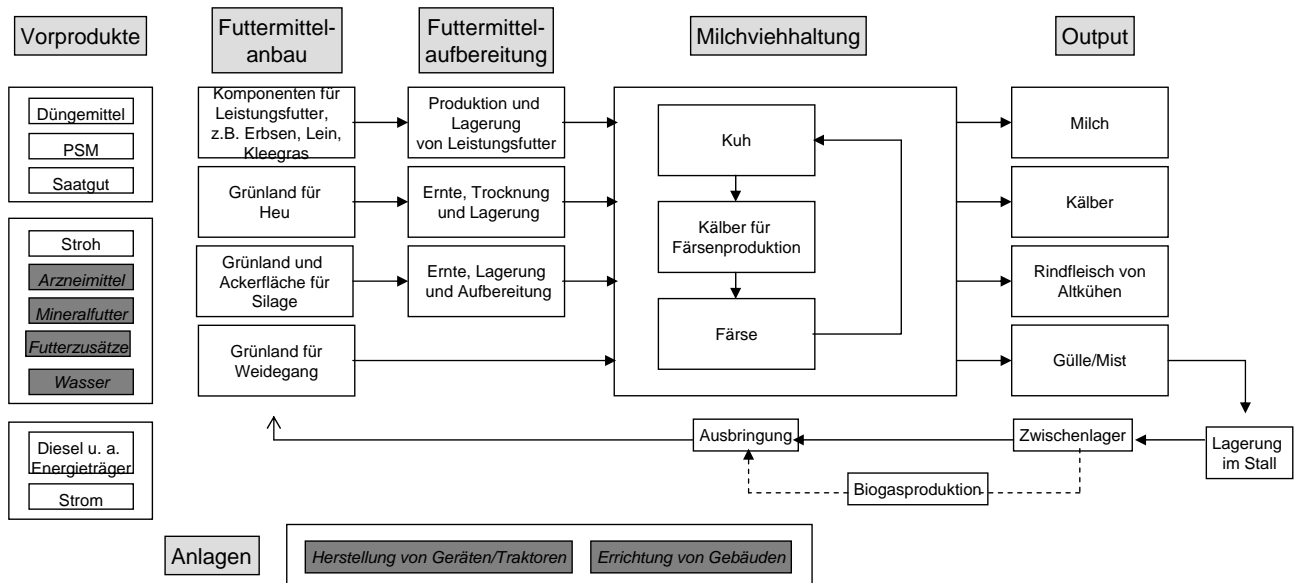 Vorprodukte
Futtermittel-
anbau
Futtermittel-
aufbereitung
Milchviehhaltung
Output
Düngemittel
PSM
Saatgut
Stroh
Arzneimittel
Mineralfutter
Futterzusätze
Wasser
Diesel u. a.
Energieträger
Strom
Komponenten für
Leistungsfutter,
z.B. Erbsen, Lein,
Kleegras
Grünland für
Heu
Grünland und
Ackerfläche für
Silage
Grünland für
Weidegang
Produktion und
Lagerung
von Leistungsfutter
Ernte, Trocknung
und Lagerung
Ernte, Lagerung
und Aufbereitung
Kuh
Kälber für
Färsenproduktion
Färse
Milch
Kälber
Rindfleisch von
Altkühen
Gülle/Mist
Ausbringung
Zwischenlager
Lagerung
im Stall
Biogasproduktion
Anlagen
Herstellung von Geräten/Traktoren
Errichtung von Gebäuden